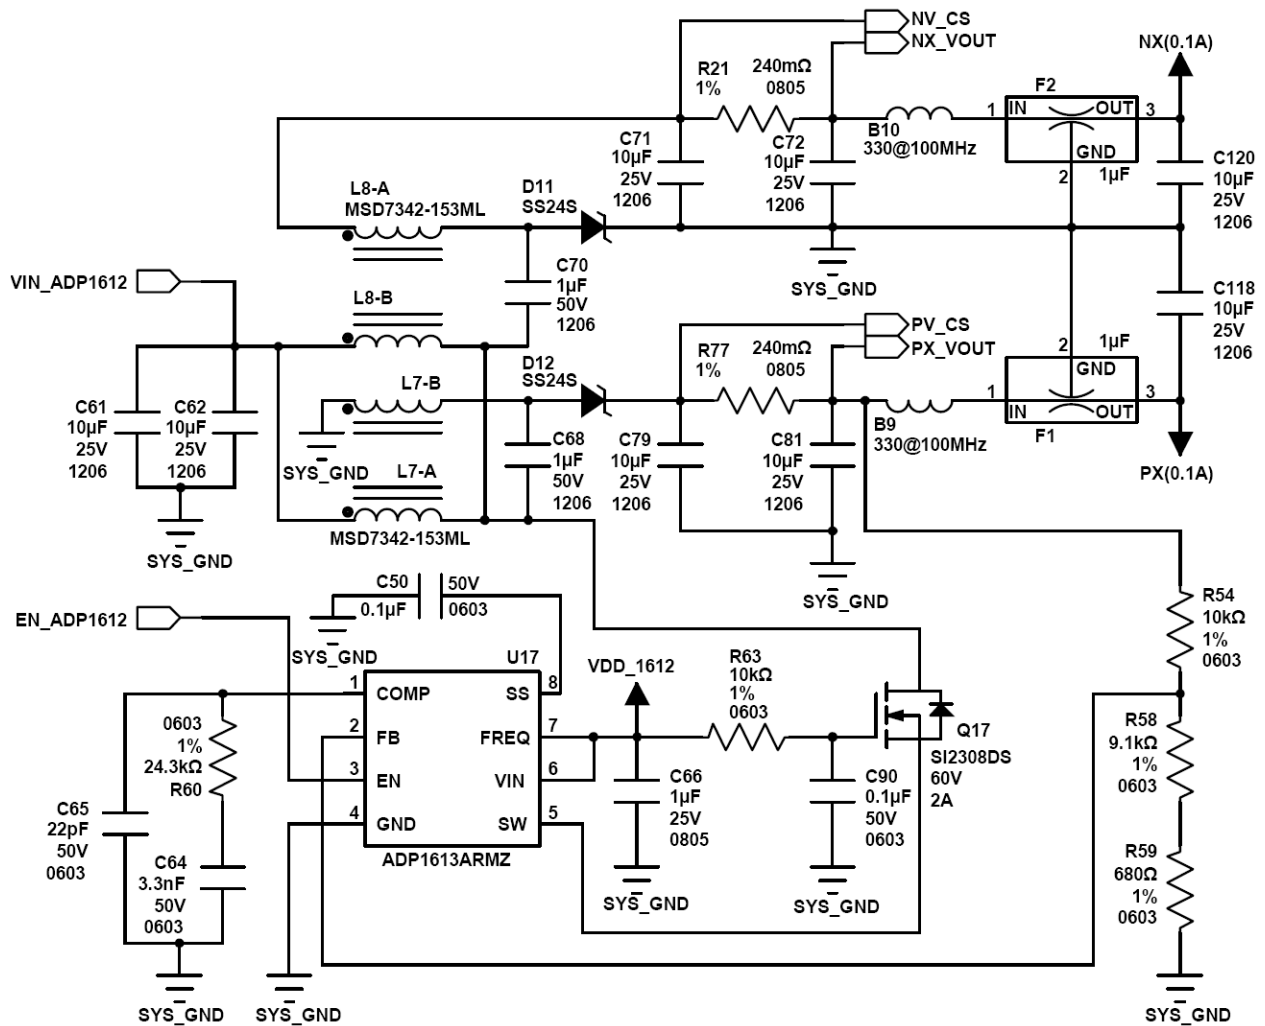 NV_CS
NX_VOUT
NX(0.1A)
R21
1%
240mΩ
0805
F2
1
IN
OUT
3
GND
2
1µF
B10
330@100MHz
C71
10µF
25V
1206
C72
10µF
25V
1206
C120
10µF
25V
1206
L8-A
MSD7342-153ML
D11
SS24S
SYS_GND
VIN_ADP1612
C70
1µF
50V
1206
L8-B
C118
10µF
25V
1206
PV_CS
PX_VOUT
R77
1%
240mΩ
0805
2
1µF
GND
1
IN
OUT
3
F1
B9
330@100MHz
PX(0.1A)
D12
SS24S
L7-B
C61
10µF
25V
1206
C62
10µF
25V
1206
SYS_GND
SYS_GND
L7-A
MSD7342-153ML
C68
1µF
50V
1206
C79
10µF
25V
1206
C81
10µF
25V
1206
SYS_GND
EN_ADP1612
C50
0.1µF
50V
0603
SYS_GND
U17
1
COMP
2
FB
3
EN
4
GND
SS
8
FREQ
7
VIN
6
SW
5
ADP1613ARMZ
VDD_1612
R63
10kΩ
1%
0603
Q17
SI2308DS
60V
2A
R54
10kΩ
1%
0603
R58
9.1kΩ
1%
0603
R59
680Ω
1%
0603
0603
1%
24.3kΩ
R60
C65
22pF
50V
0603
C64
3.3nF
50V
0603
C66
1µF
25V
0805
C90
0.1µF
50V
0603
SYS_GND
SYS_GND
SYS_GND
SYS_GND
SYS_GND